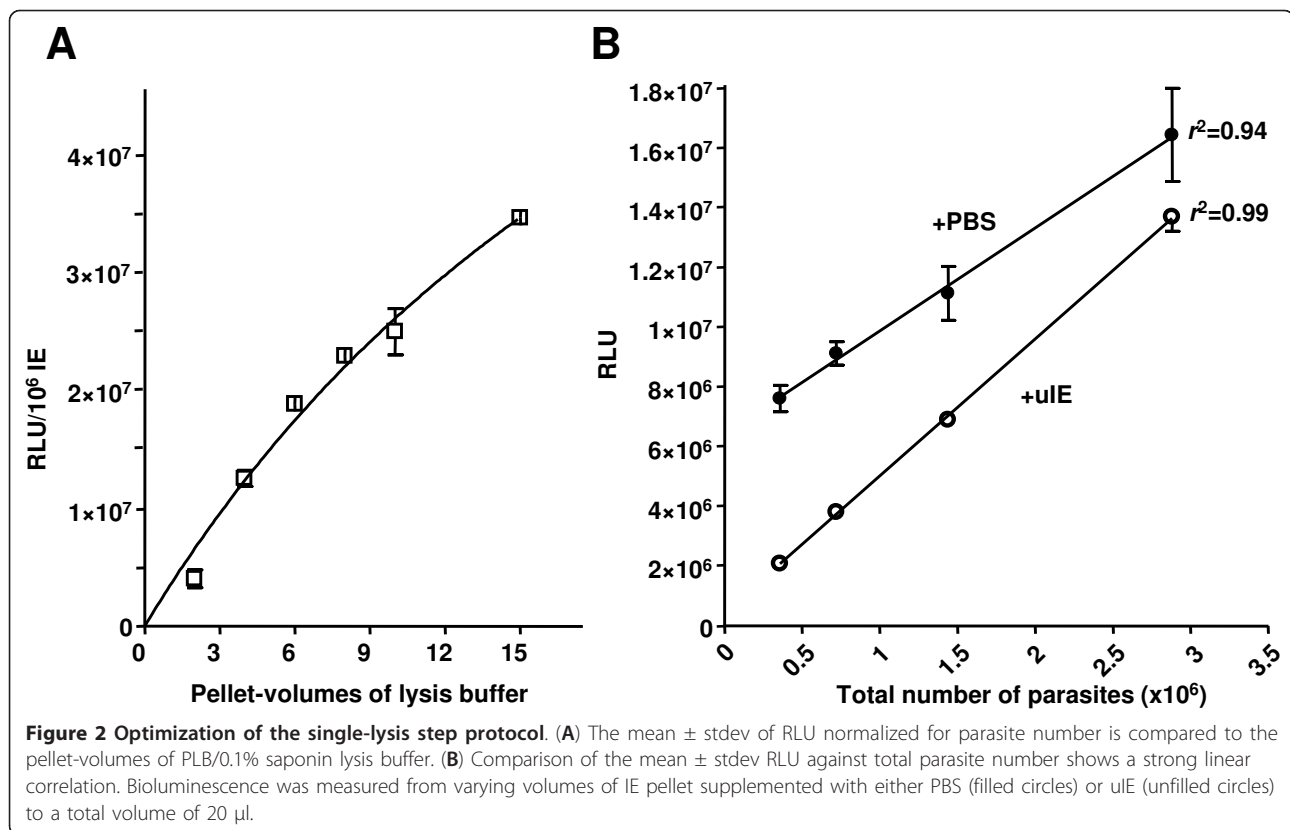 A
B
RLU/10⁶ IE
4×10⁷
3×10⁷
2×10⁷
1×10⁷
0
0 3 6 9 12 15
Pellet-volumes of lysis buffer
RLU
1.8×10⁷
1.6×10⁷
1.4×10⁷
1.2×10⁷
1×10⁷
8×10⁶
6×10⁶
4×10⁶
2×10⁶
0
+PBS
+uIE
r²=0.94
r²=0.99
0 0.5 1 1.5 2 2.5 3 3.5
Total number of parasites (x10⁶)
Figure 2 Optimization of the single-lysis step protocol. (A) The mean ± stdev of RLU normalized for parasite number is compared to the
pellet-volumes of PLB/0.1% saponin lysis buffer. (B) Comparison of the mean ± stdev RLU against total parasite number shows a strong linear
correlation. Bioluminescence was measured from varying volumes of IE pellet supplemented with either PBS (filled circles) or uIE (unfilled circles)
to a total volume of 20 μl.